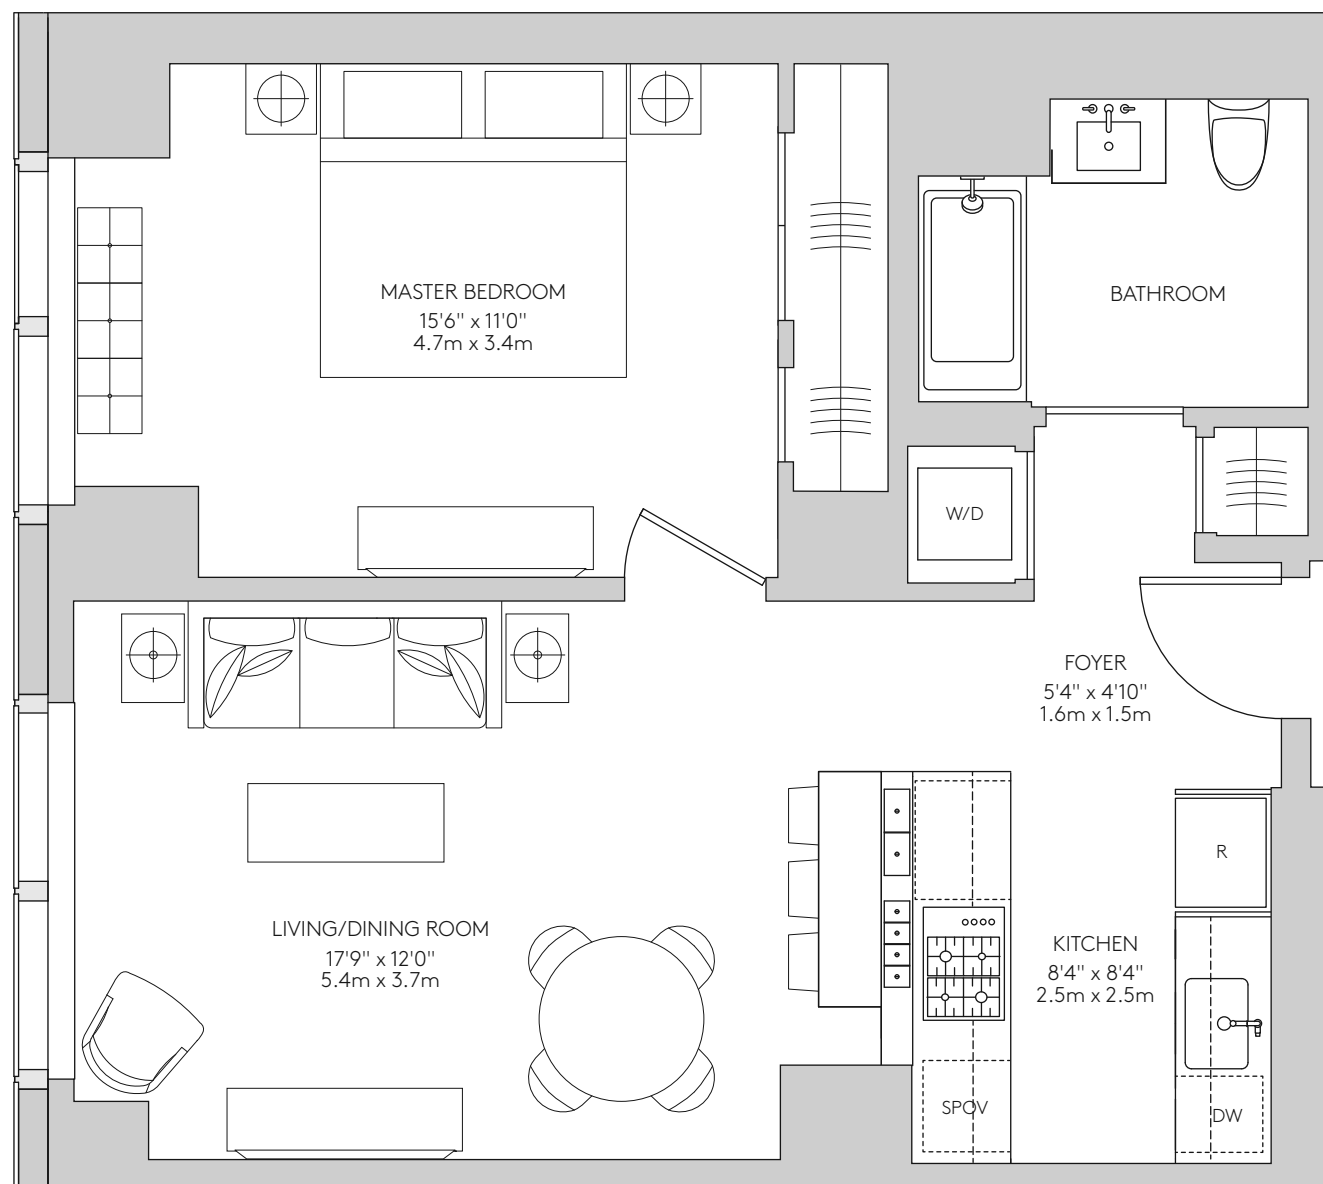 MASTER BEDROOM
15'6" x 11'0"
4.7m x 3.4m
BATHROOM
W/D
FOYER
5'4" x 4'10"
1.6m x 1.5m
R
LIVING/DINING ROOM
17'9" x 12'0"
5.4m x 3.7m
KITCHEN
8'4" x 8'4"
2.5m x 2.5m
SPOV
DW